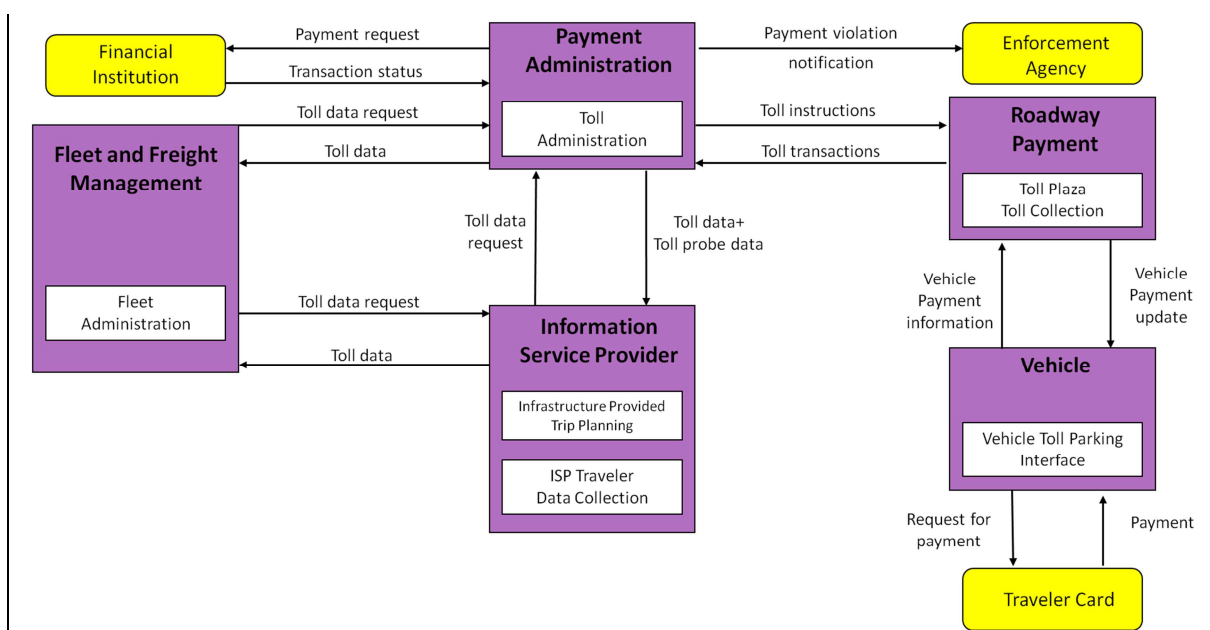 Financial
Institution
Payment request
Transaction status
Toll data request
Toll data
Payment
Administration
Toll
Administration
Payment violation
notification
Toll instructions
Toll transactions
Enforcement
Agency
Roadway
Payment
Toll Plaza
Toll Collection
Fleet and Freight
Management
Fleet
Administration
Toll data
request
Toll data+
Toll probe data
Toll data request
Toll data
Information
Service Provider
Infrastructure Provided
Trip Planning
ISP Traveler
Data Collection
Vehicle
Payment
information
Vehicle
Payment
update
Vehicle
Vehicle Toll Parking
Interface
Request for
payment
Payment
Traveler Card